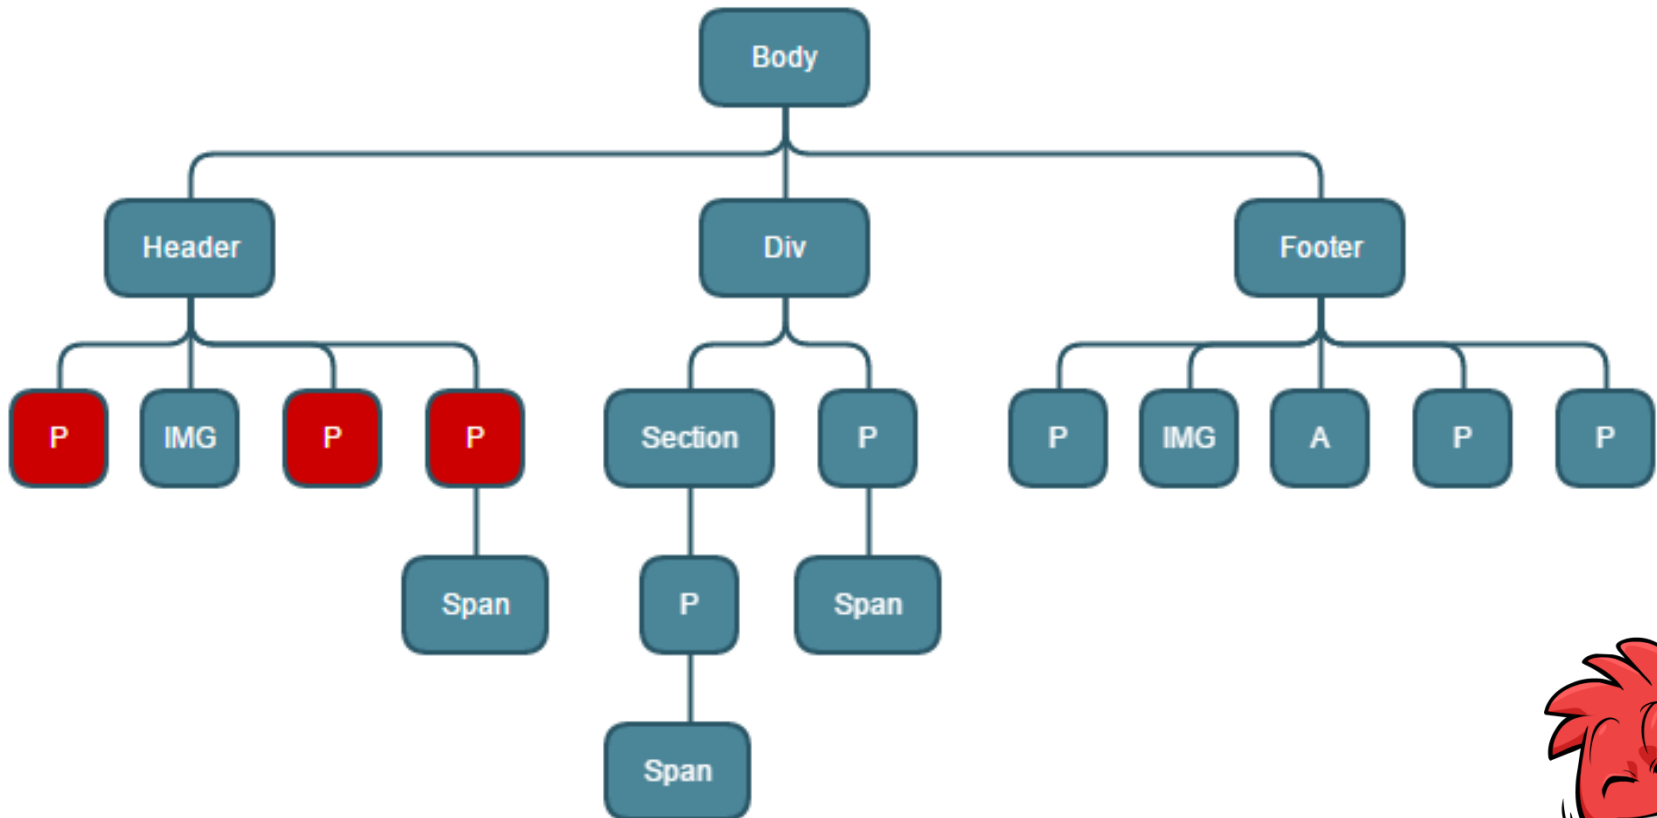 Body
Header
Div
Footer
P
IMG
P
P
Section
P
P
IMG
A
P
P
Span
P
Span
Span